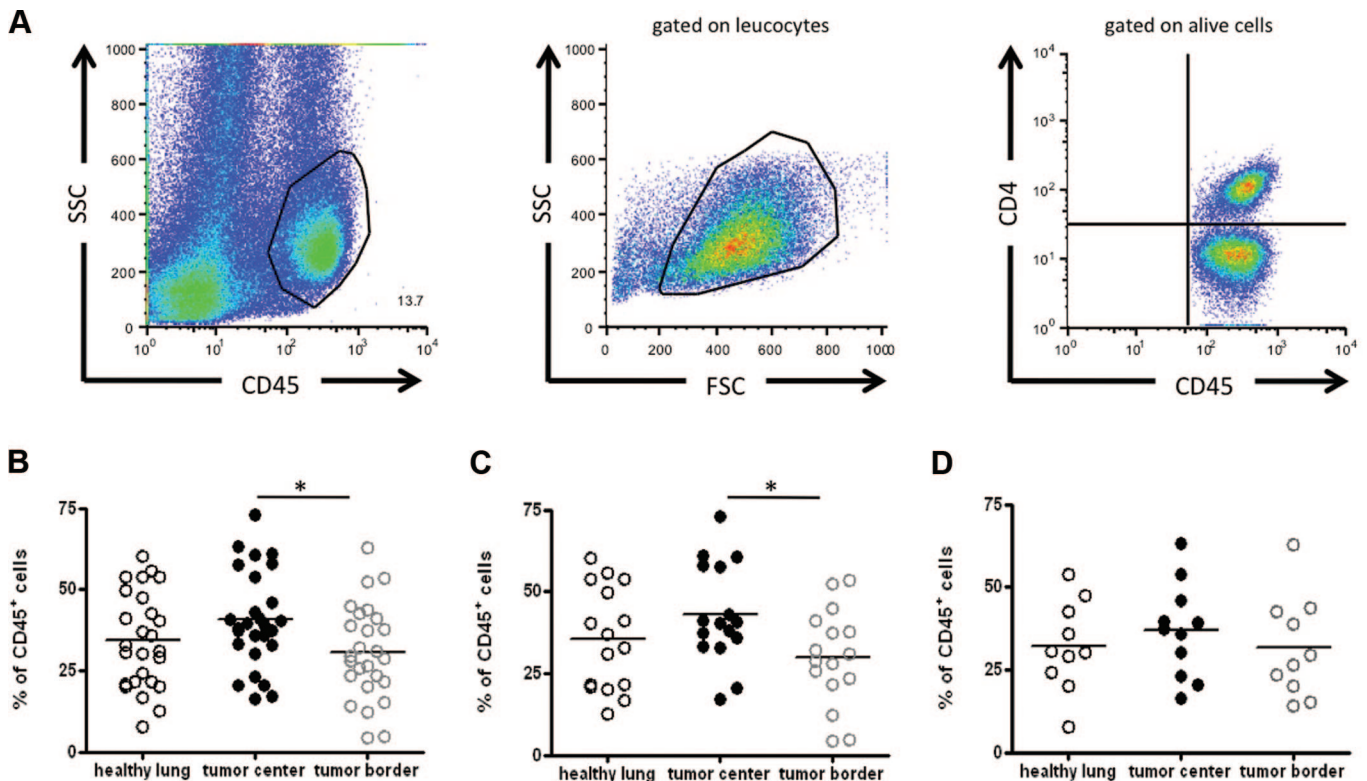 A
gated on leucocytes
gated on alive cells
1000
800
600
400
200
0
SSC
13.7
10^0
10^1
10^2
10^3
10^4
CD45
1000
800
600
400
200
0
SSC
0
200
400
600
800
1000
FSC
10^4
10^3
10^2
10^1
10^0
CD4
10^0
10^1
10^2
10^3
10^4
CD45
B
*
75
50
25
0
% of CD45+ cells
healthy lung
tumor center
tumor border
C
*
75
50
25
0
% of CD45+ cells
healthy lung
tumor center
tumor border
D
75
50
25
0
% of CD45+ cells
healthy lung
tumor center
tumor border